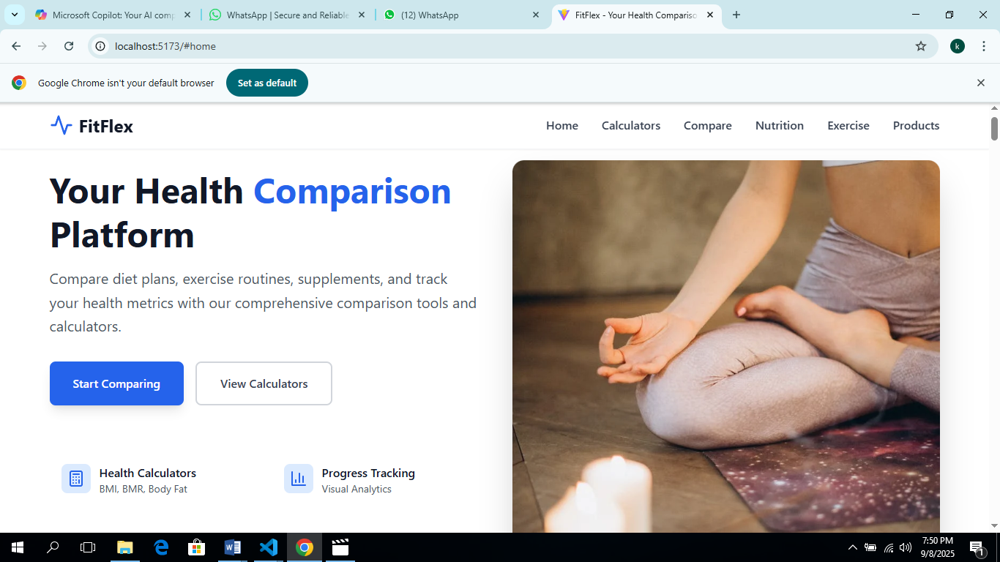 Microsoft Copilot: Your AI comp
WhatsApp | Secure and Reliable
(12) WhatsApp
FitFlex - Your Health Compariso
localhost:5173/#home
k
Google Chrome isn't your default browser
Set as default
FitFlex
Home
Calculators
Compare
Nutrition
Exercise
Products
Your Health Comparison
Platform
Compare diet plans, exercise routines, supplements, and track
your health metrics with our comprehensive comparison tools and
calculators.
Start Comparing
View Calculators
Health Calculators
BMI, BMR, Body Fat
Progress Tracking
Visual Analytics
7:50 PM
9/8/2025
1